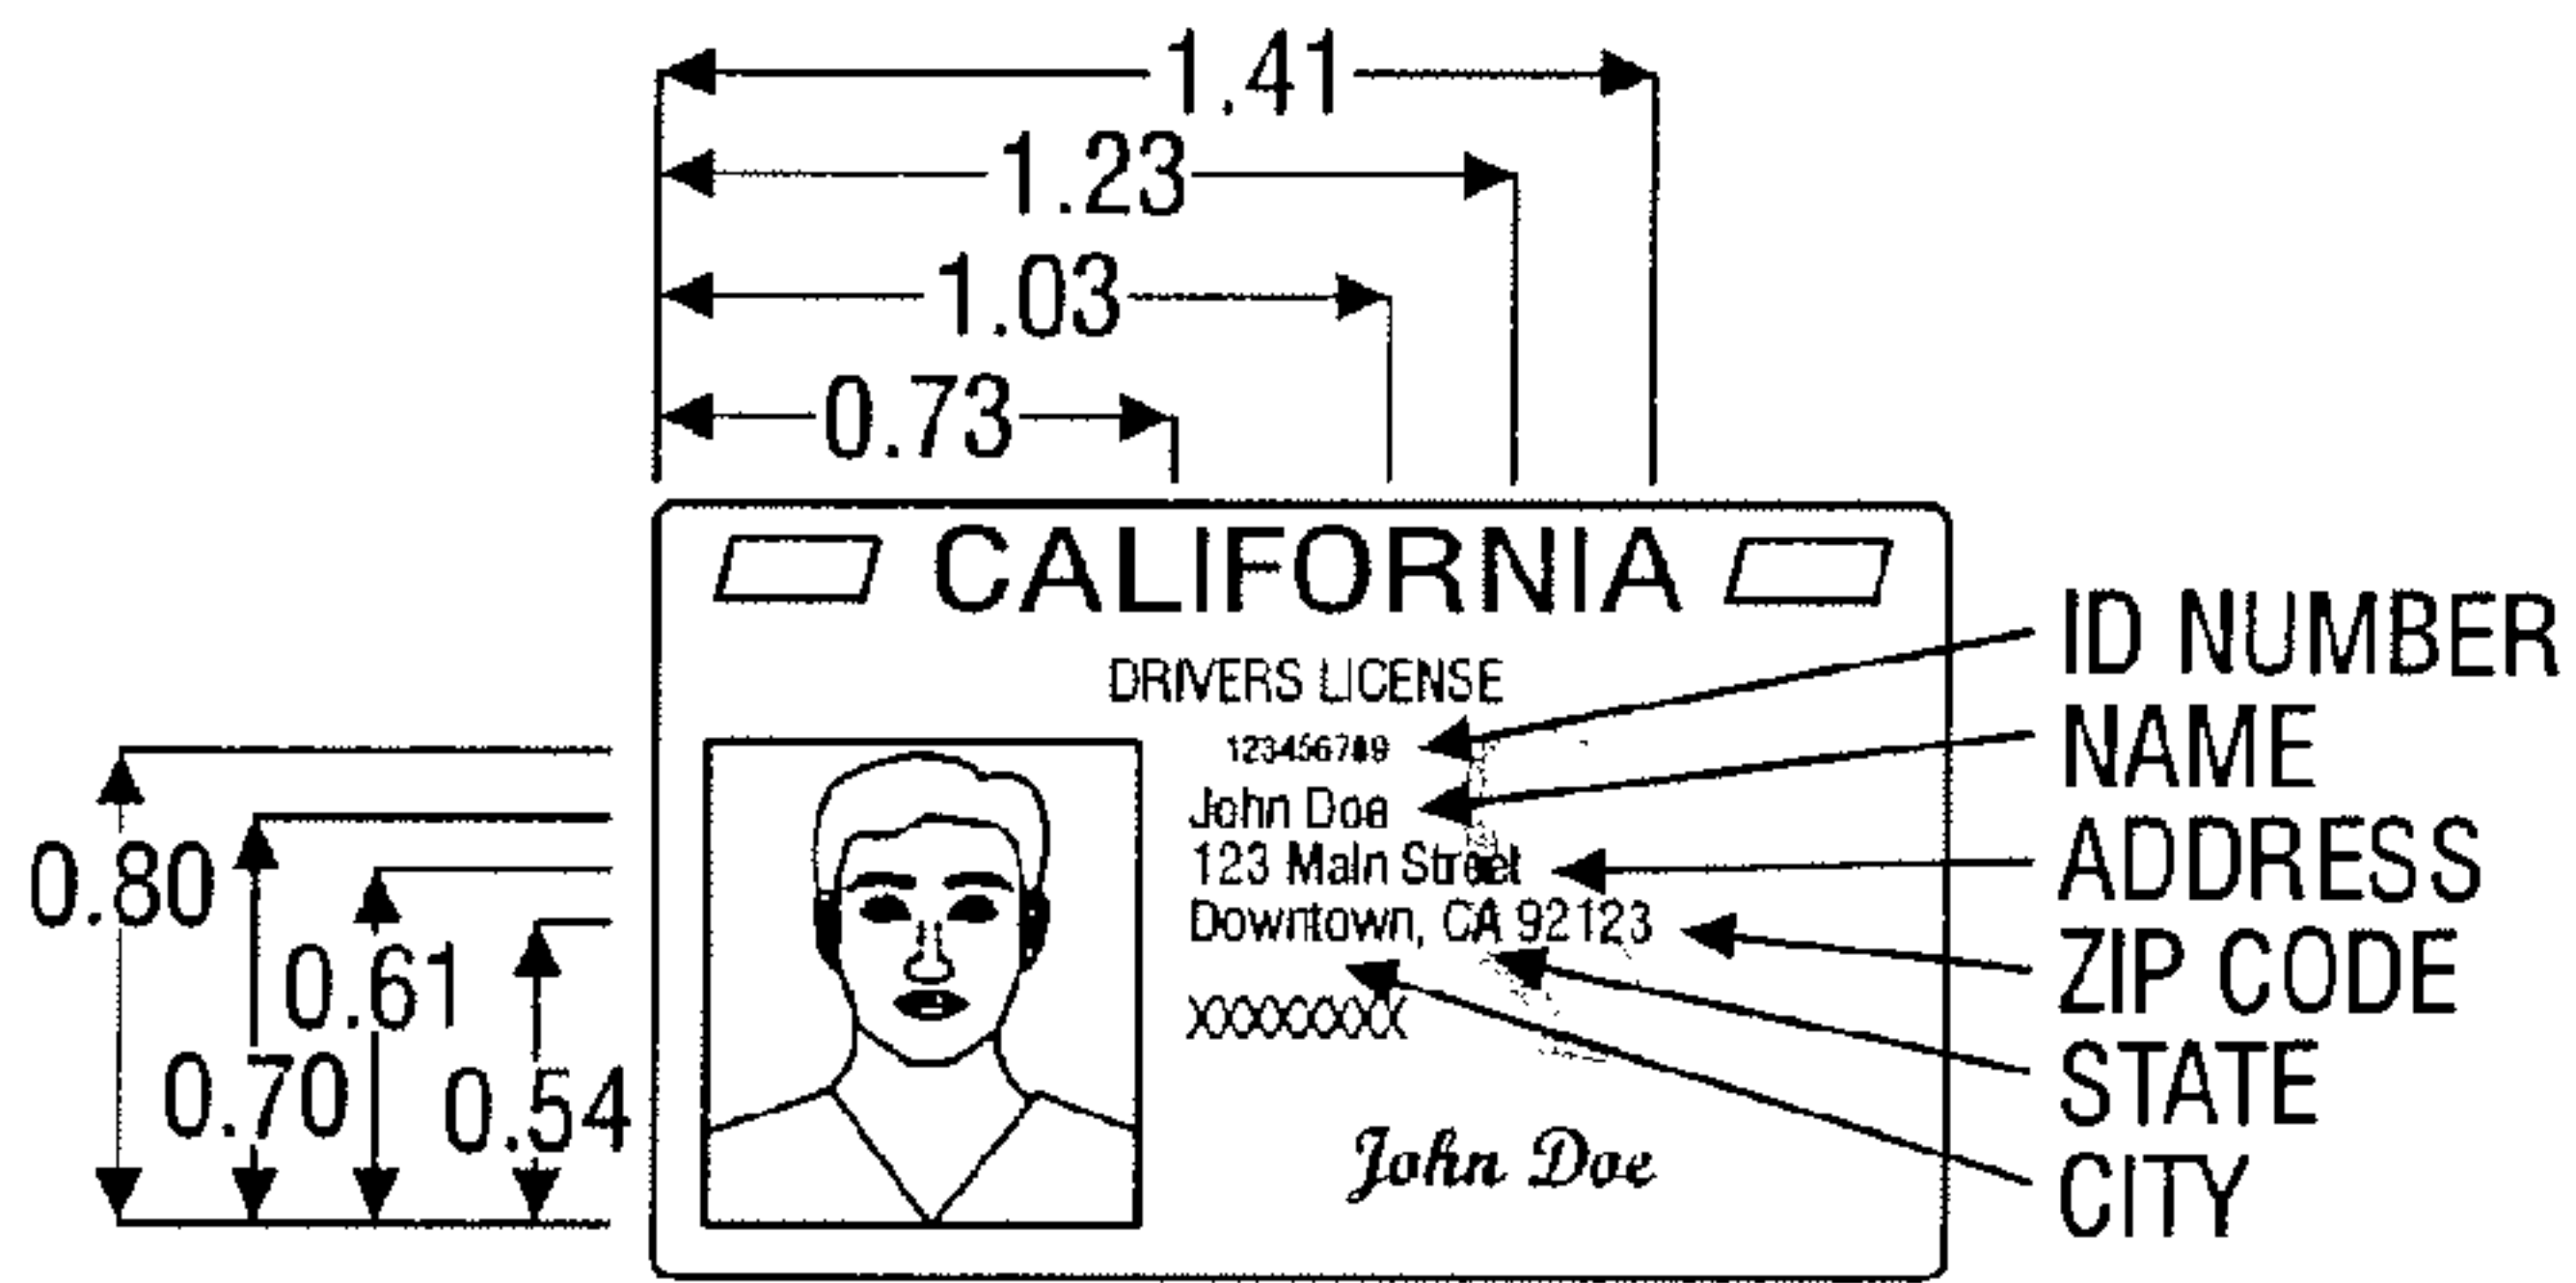 1.41
1.23
1.03
0.73
CALIFORNIA
DRIVERS LICENSE
123456789
John Doe
123 Main Street
Downtown, CA 92123
XXXXXXXX
John Doe
ID NUMBER
NAME
ADDRESS
ZIP CODE
STATE
CITY
0.80
0.70
0.61
0.54